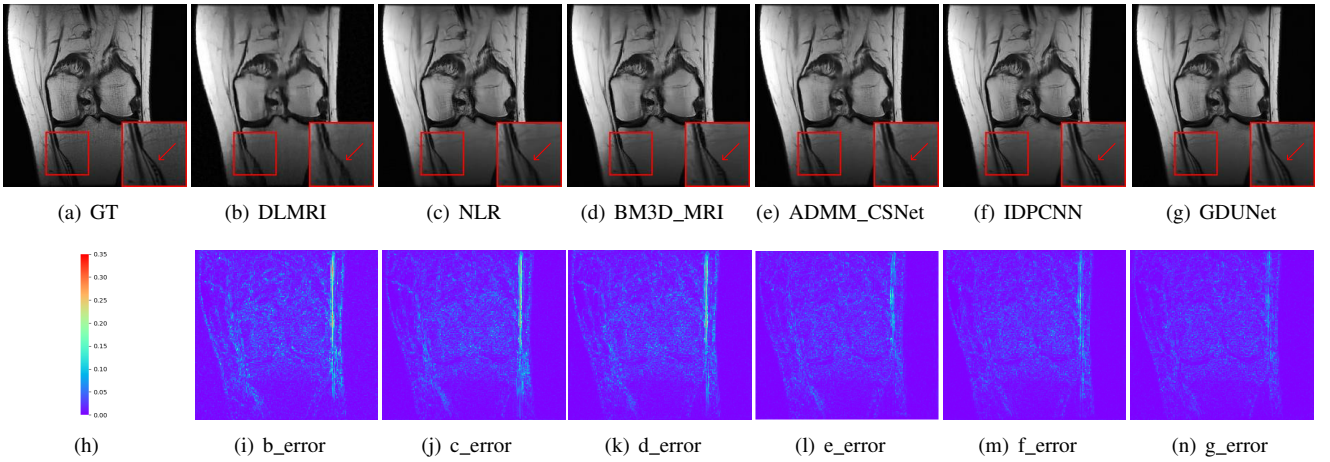 (a) GT
(b) DLMRI
(c) NLR
(d) BM3D_MRI
(e) ADMM_CSNet
(f) IDPCNN
(g) GDUNet
0.35
0.30
0.25
0.20
0.15
0.10
0.05
0.00
(h)
(i) b_error
(j) c_error
(k) d_error
(l) e_error
(m) f_error
(n) g_error